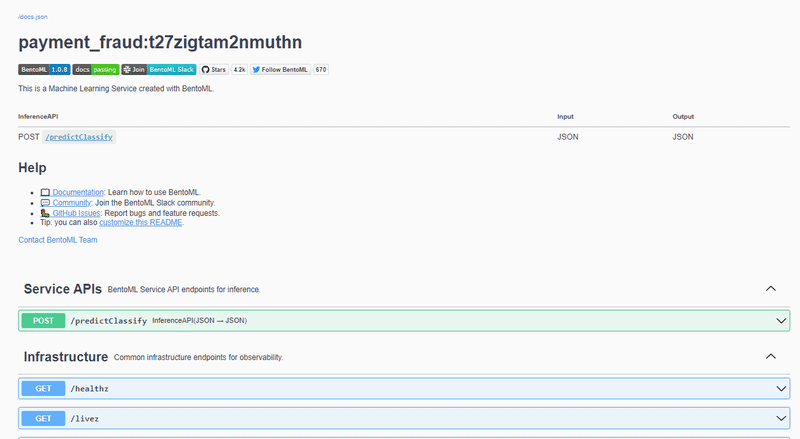 /docs.json
payment_fraud:t27zigtam2nmuthn
BentoML 1.0.8 docs passing Join BentoML Slack Stars 4.2k Follow BentoML 670
This is a Machine Learning Service created with BentoML.
InferenceAPI Input Output
POST /predictClassify JSON JSON
Help
Documentation: Learn how to use BentoML.
Community: Join the BentoML Slack community.
GitHub Issues: Report bugs and feature requests.
Tip: you can also customize this README.
Contact BentoML Team
Service APIs BentoML Service API endpoints for inference.
POST /predictClassify InferenceAPI(JSON → JSON)
Infrastructure Common infrastructure endpoints for observability.
GET /healthz
GET /livez